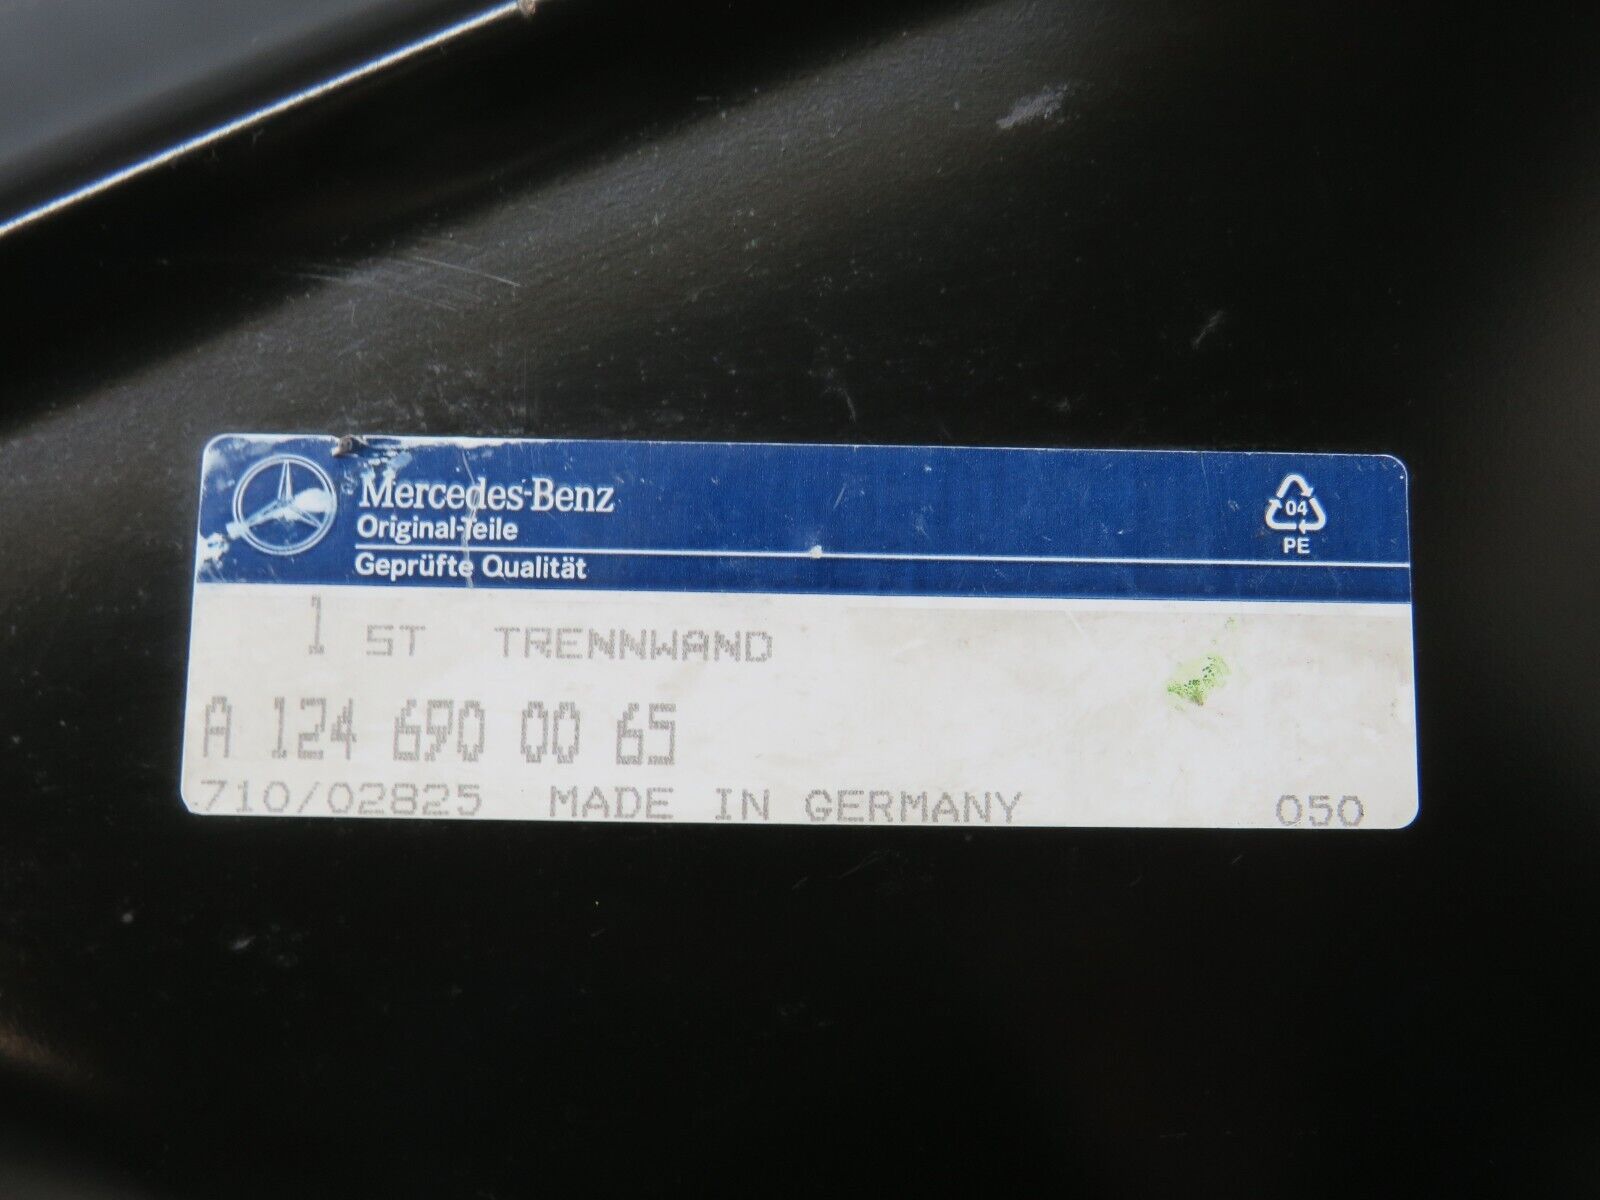 Mercedes-Benz
Original-Teile
Geprüfte Qualität
04
PE
1 ST TRENNWAND
A 124 690 00 65
710/02825 MADE IN GERMANY 050